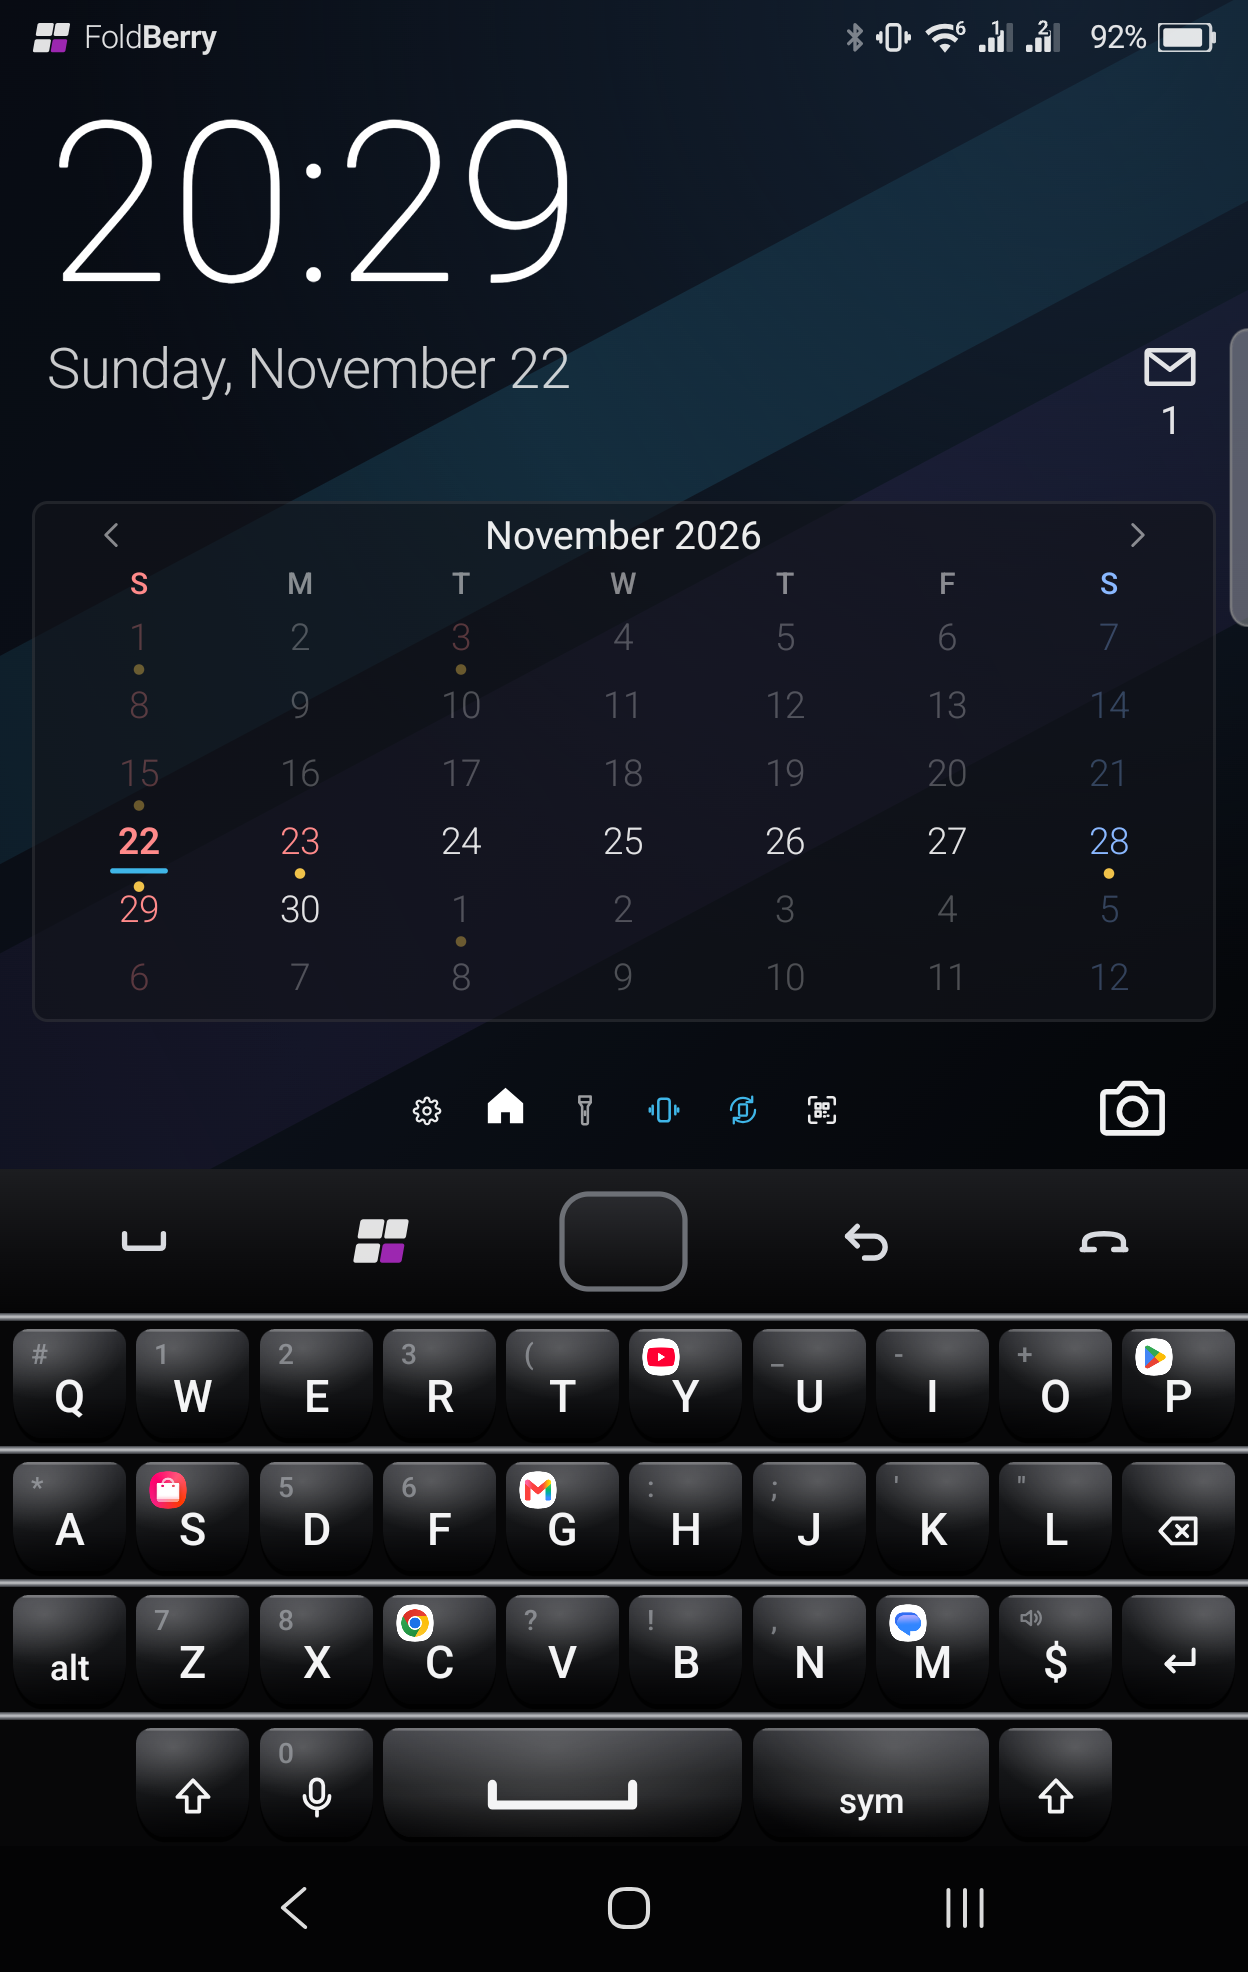 FoldBerry 6 1 2 92%
20:29
Sunday, November 22
1
November 2026
S M T W T F S
1 2 3 4 5 6 7
8 9 10 11 12 13 14
15 16 17 18 19 20 21
22 23 24 25 26 27 28
29 30 1 2 3 4 5
6 7 8 9 10 11 12
# 1 2 3 ( _ - +
Q W E R T Y U I O P
* 5 6 : ; ' "
A S D F G H J K L
7 8 ? ! ,
alt Z X C V B N M $
0
sym